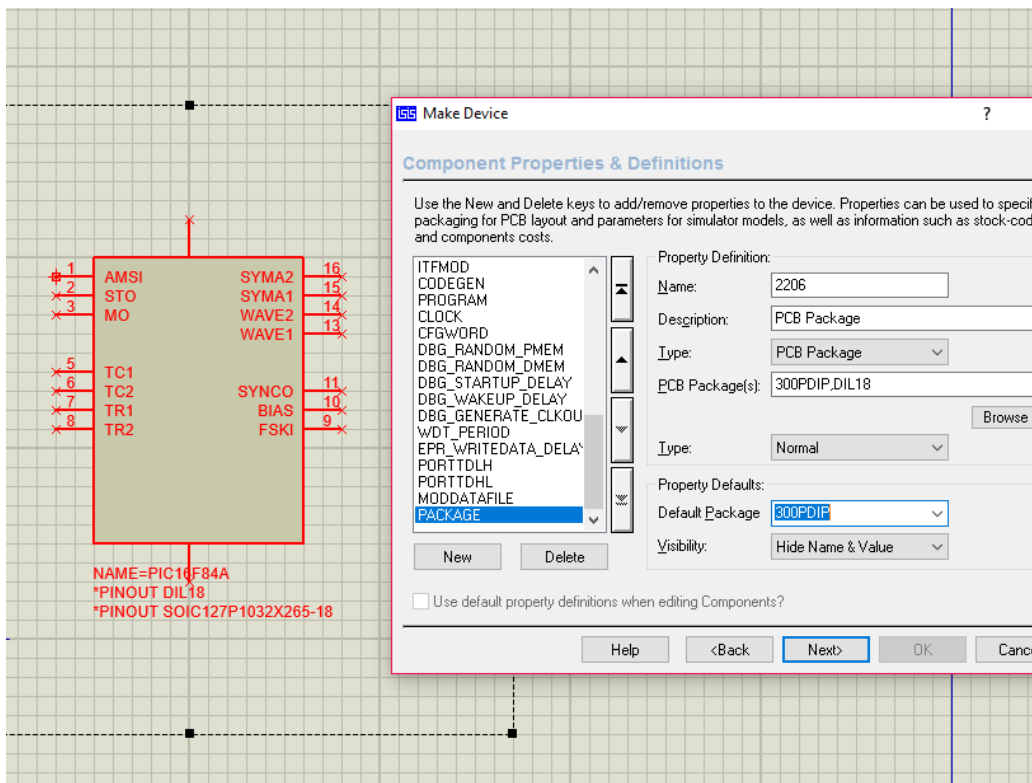 Make Device
?
Component Properties & Definitions
Use the New and Delete keys to add/remove properties to the device. Properties can be used to specif
packaging for PCB layout and parameters for simulator models, as well as information such as stock-cod
and components costs.
ITFMOD
CODEGEN
PROGRAM
CLOCK
CFGWORD
DBG_RANDOM_PMEM
DBG_RANDOM_DMEM
DBG_STARTUP_DELAY
DBG_WAKEUP_DELAY
DBG_GENERATE_CLKOU
WDT_PERIOD
EPR_WRITEDATA_DELA
PORTTDLH
PORTTDHL
MODDATAFILE
PACKAGE
New
Delete
Property Definition:
Name:
2206
Description:
PCB Package
Type:
PCB Package
PCB Package(s):
300PDIP,DIL18
Browse
Type:
Normal
Property Defaults:
Default Package
300PDIP
Visibility:
Hide Name & Value
Use default property definitions when editing Components?
Help
<Back
Next>
OK
Canc
1 AMSI
2 STO
3 MO
5 TC1
6 TC2
7 TR1
8 TR2
SYMA2 16
SYMA1 15
WAVE2 14
WAVE1 13
SYNCO 11
BIAS 10
FSKI 9
NAME=PIC16F84A
*PINOUT DIL18
*PINOUT SOIC127P1032X265-18